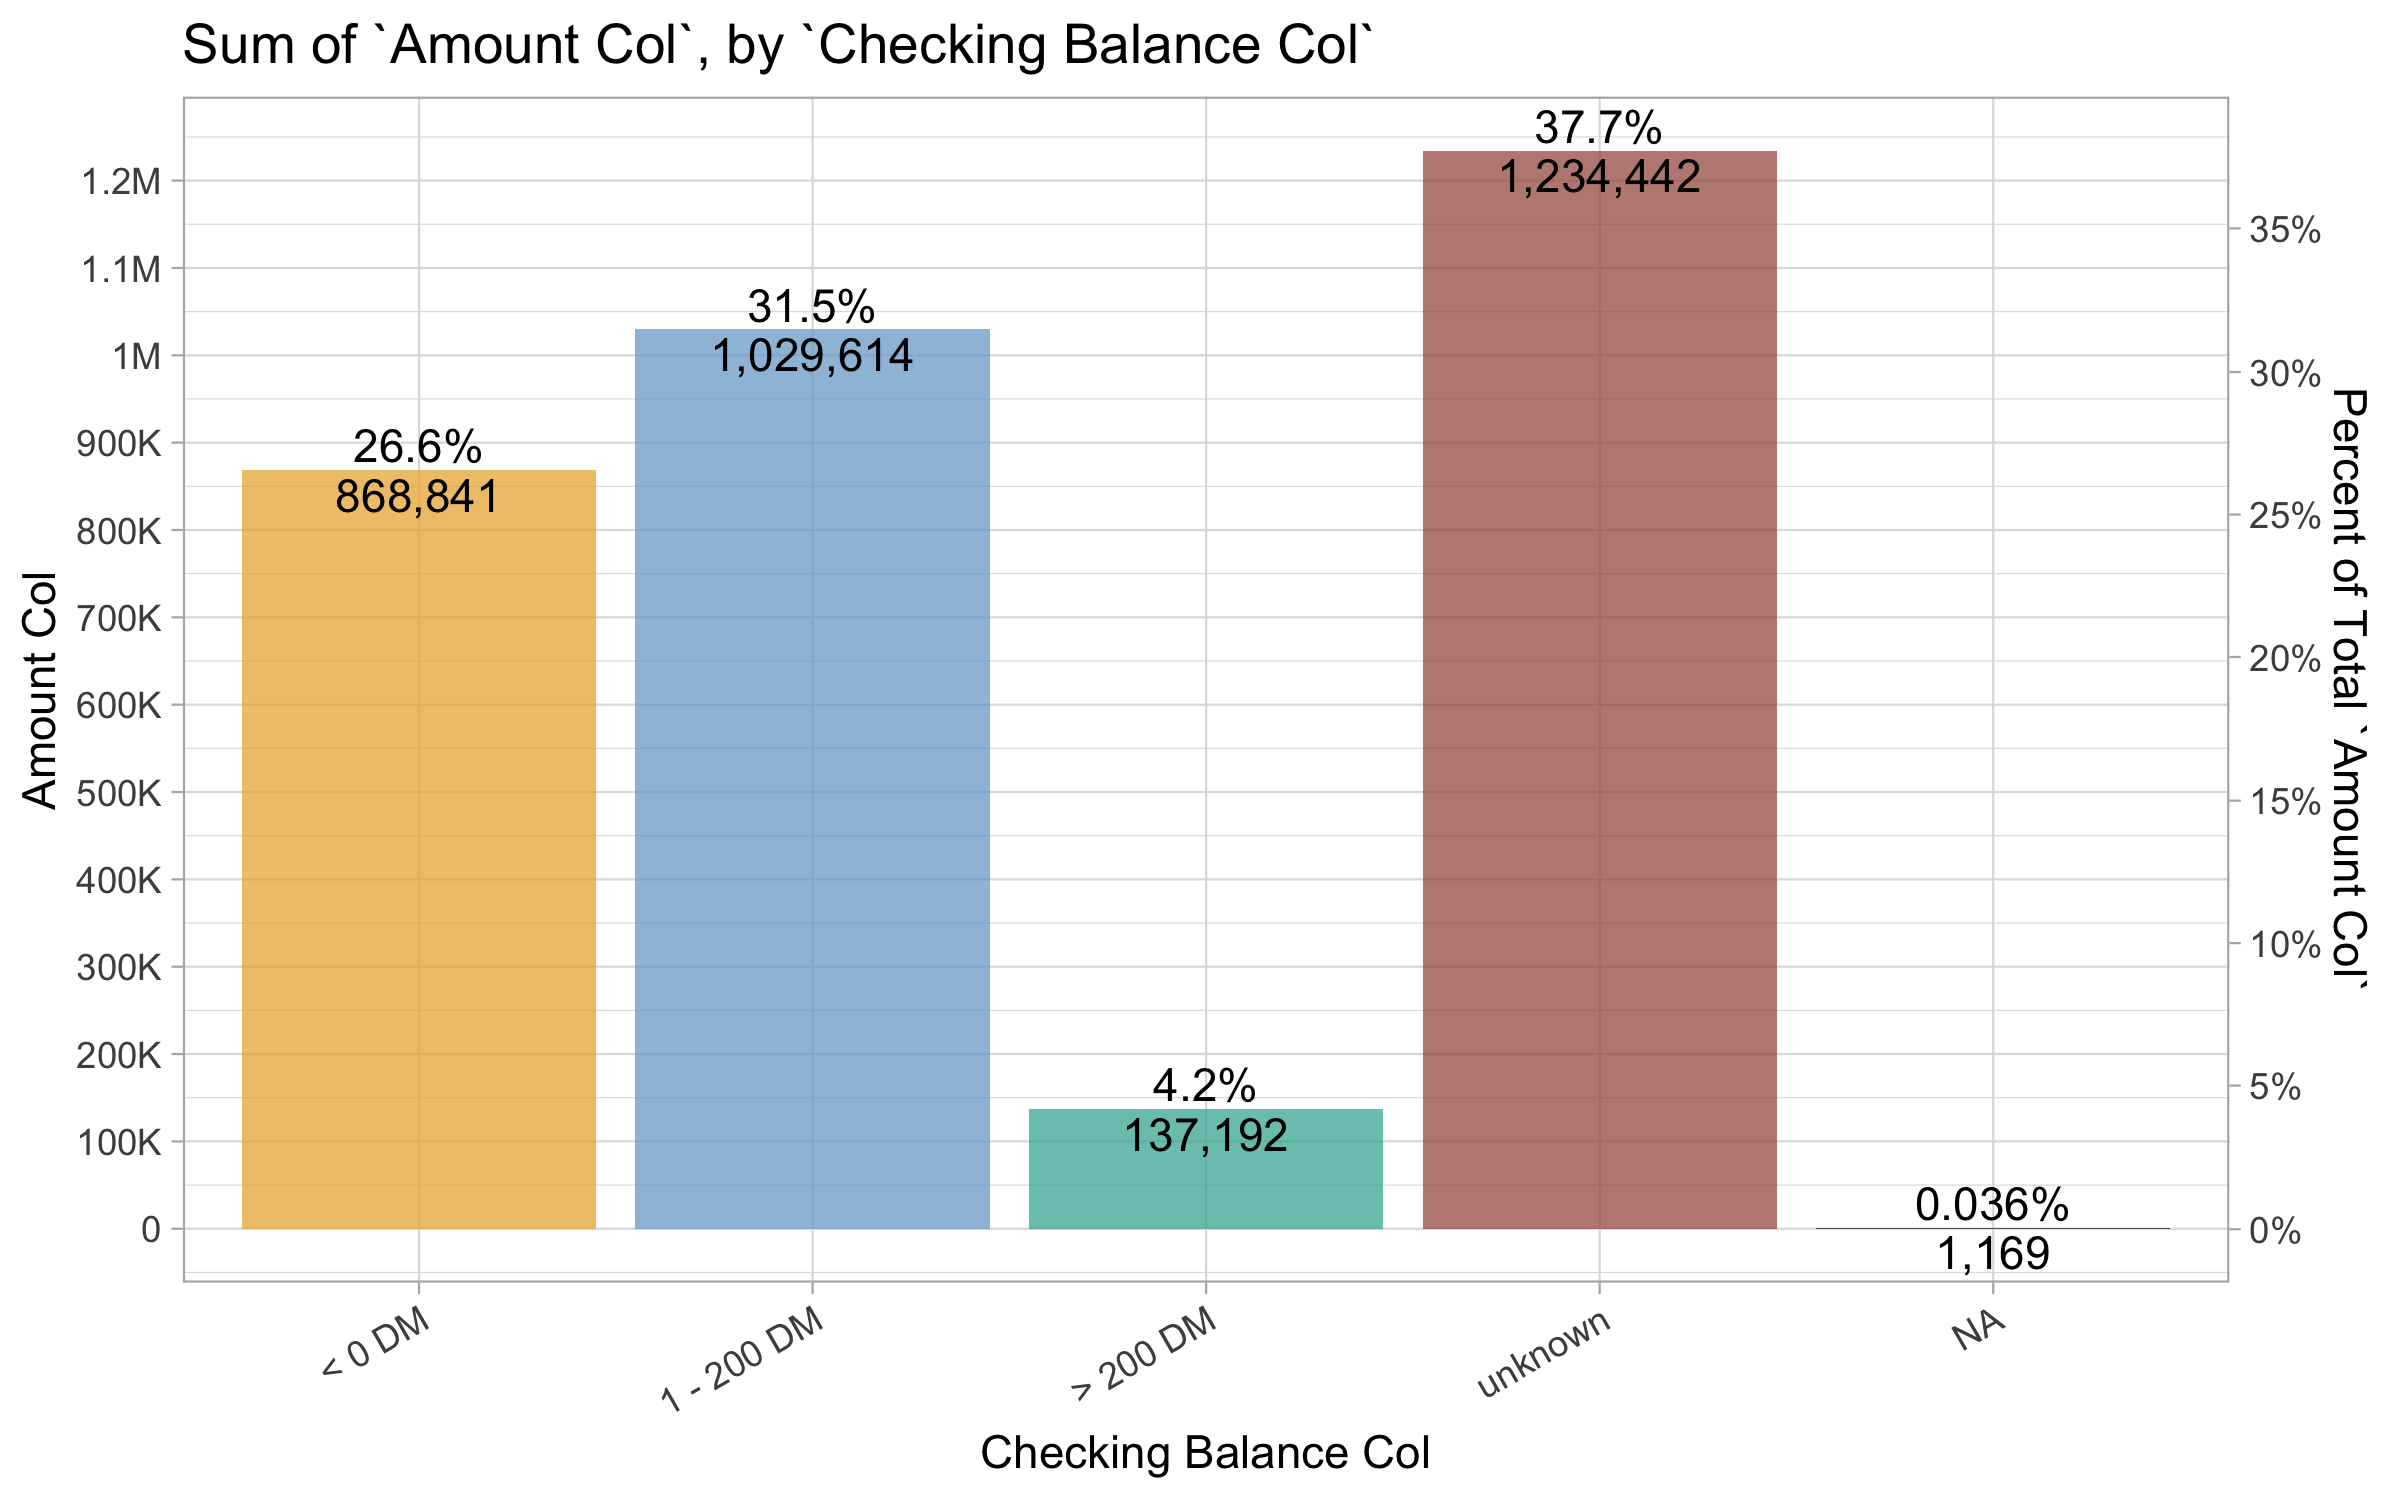 Sum of `Amount Col`, by `Checking Balance Col`
37.7%
1,234,442
1.2M
35%
1.1M
31.5%
1,029,614
1M
30%
900K
26.6%
868,841
800K
25%
700K
20%
600K
500K
15%
400K
300K
10%
200K
4.2%
5%
137,192
100K
0.036%
0
0%
1,169
Amount Col
Percent of Total `Amount Col`
< 0 DM
1 - 200 DM
> 200 DM
unknown
NA
Checking Balance Col